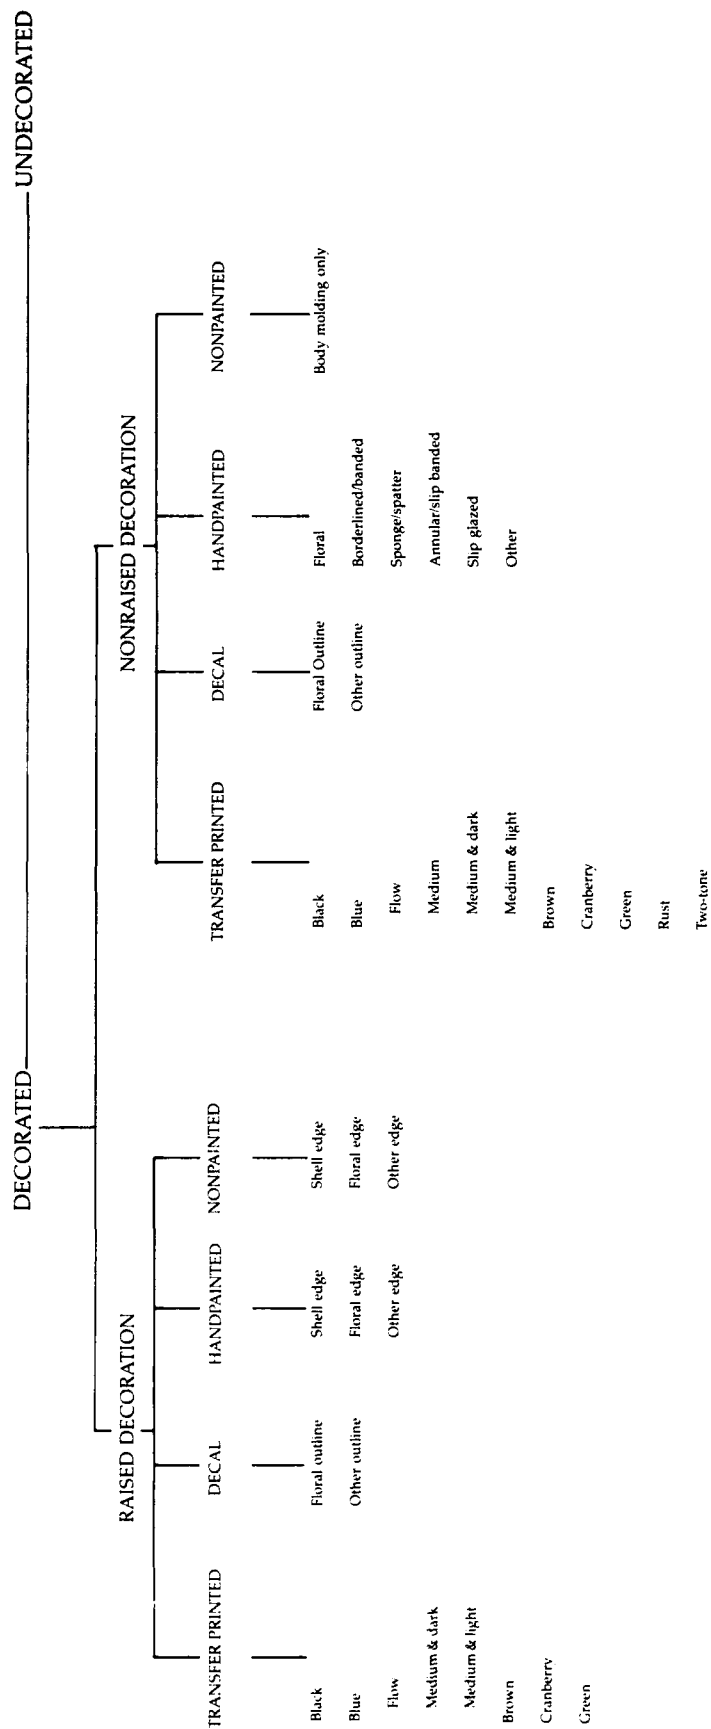 DECORATED UNDECORATED
RAISED DECORATION NONRAISED DECORATION
TRANSFER PRINTED
Black
Blue
Flow
Medium & dark
Medium & light
Brown
Cranberry
Green
DECAL
Floral outline
Other outline
HANDPAINTED
Shell edge
Floral edge
Other edge
NONPAINTED
Shell edge
Floral edge
Other edge
TRANSFER PRINTED
Black
Blue
Flow
Medium
Medium & dark
Medium & light
Brown
Cranberry
Green
Rust
Two-tone
DECAL
Floral Outline
Other outline
HANDPAINTED
Floral
Borderlined/banded
Sponge/spatter
Annular/slip banded
Slip glazed
Other
NONPAINTED
Body molding only